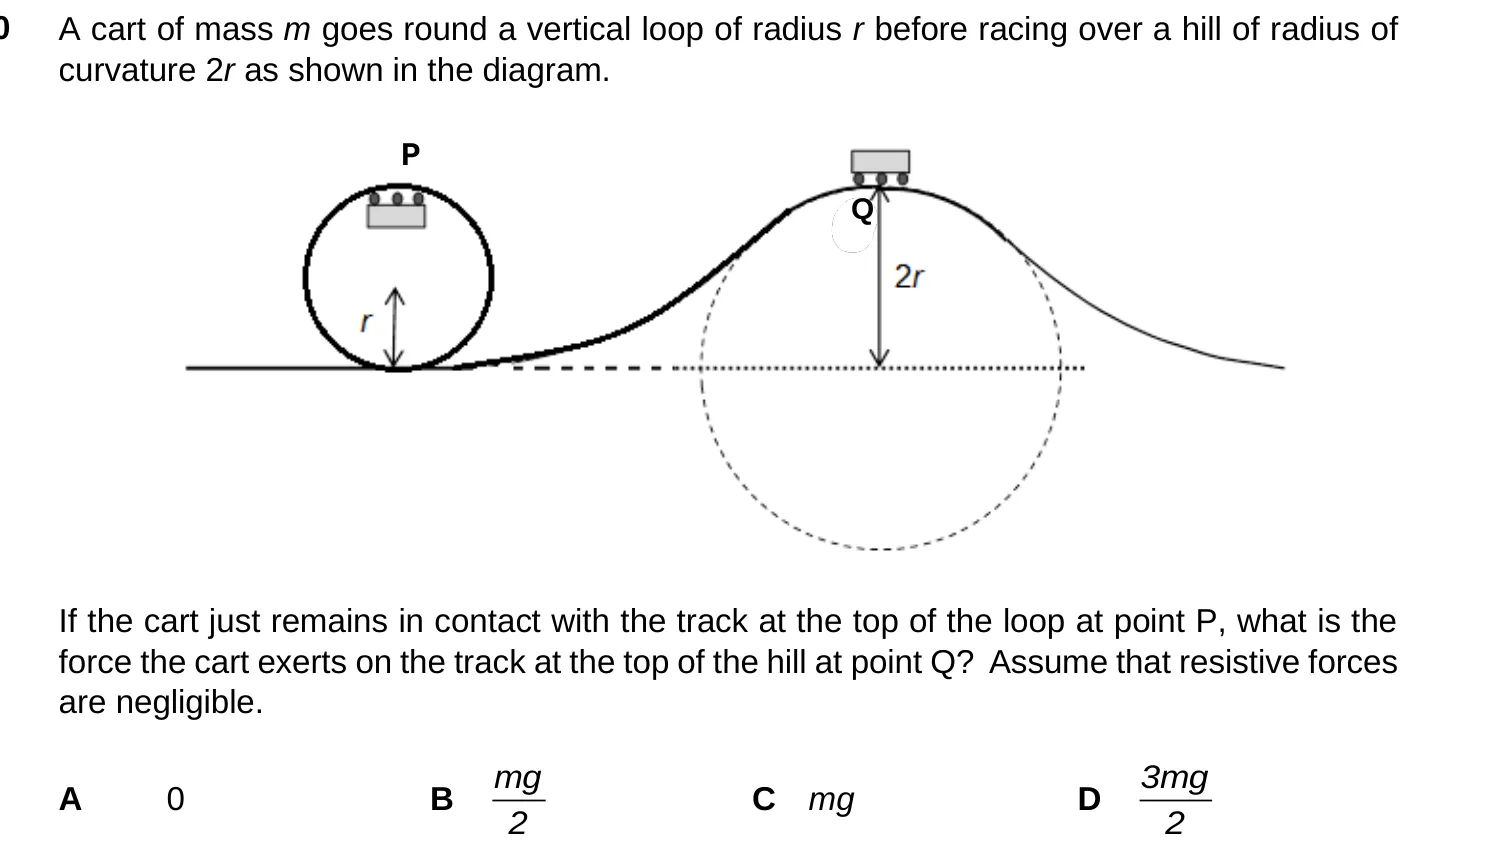 0 A cart of mass m goes round a vertical loop of radius r before racing over a hill of radius of
curvature 2r as shown in the diagram.
P
Q
2r
r
If the cart just remains in contact with the track at the top of the loop at point P, what is the
force the cart exerts on the track at the top of the hill at point Q? Assume that resistive forces
are negligible.
A 0 B mg/2 C mg D 3mg/2